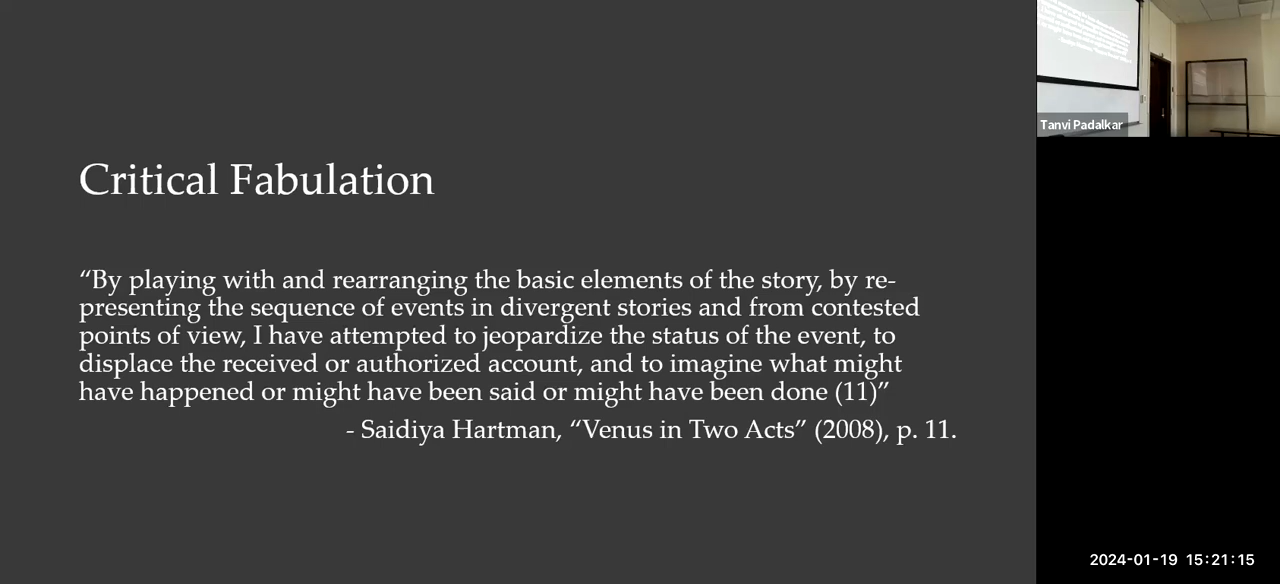 Critical Fabulation
“By playing with and rearranging the basic elements of the story, by re-
presenting the sequence of events in divergent stories and from contested
points of view, I have attempted to jeopardize the status of the event, to
displace the received or authorized account, and to imagine what might
have happened or might have been said or might have been done (11)”
- Saidiya Hartman, “Venus in Two Acts” (2008), p. 11.
Tanvi Padalkar
2024-01-19 15:21:15